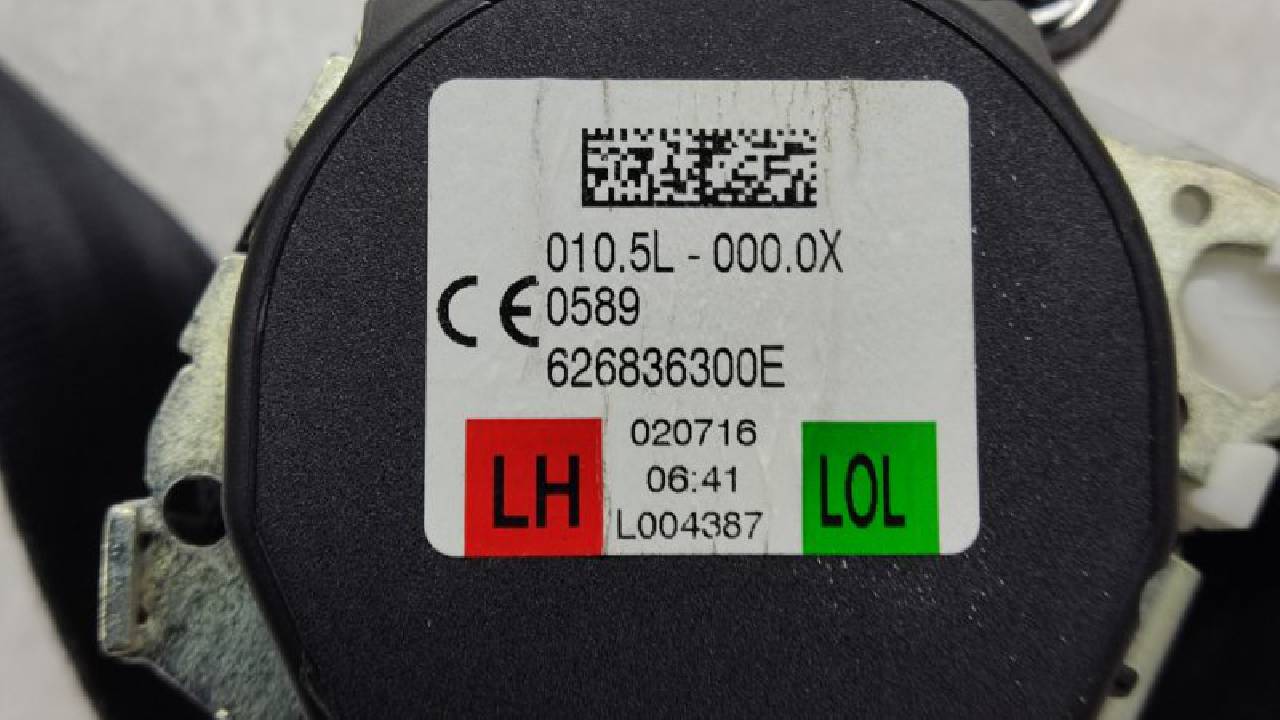 010.5L - 000.0X
CE 0589
626836300E
020716
06:41
LH
L004387
LOL